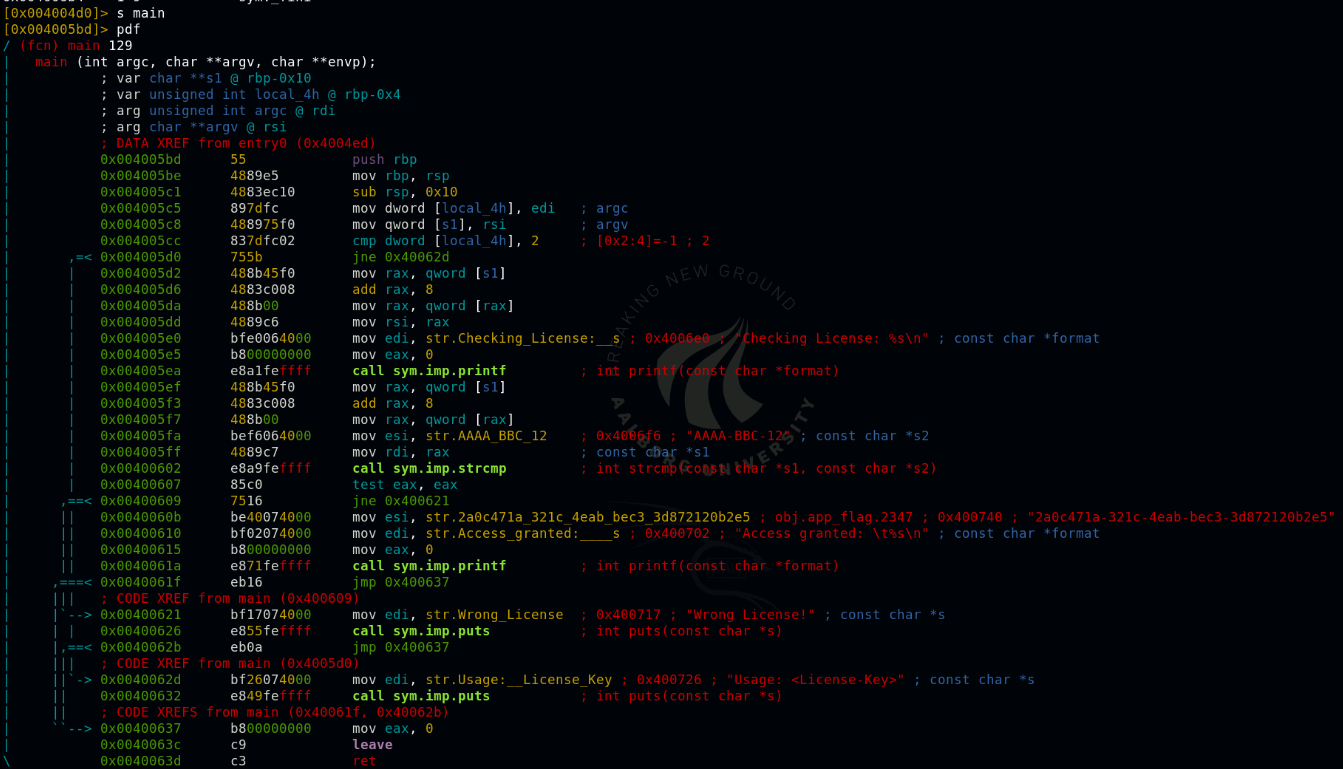 [0x004004d0]> s main
[0x004005bd]> pdf
/ (fcn) main 129
|   main (int argc, char **argv, char **envp);
|           ; var char **s1 @ rbp-0x10
|           ; var unsigned int local_4h @ rbp-0x4
|           ; arg unsigned int argc @ rdi
|           ; arg char **argv @ rsi
|           ; DATA XREF from entry0 (0x4004ed)
|           0x004005bd      55             push rbp
|           0x004005be      4889e5         mov rbp, rsp
|           0x004005c1      4883ec10       sub rsp, 0x10
|           0x004005c5      897dfc         mov dword [local_4h], edi   ; argc
|           0x004005c8      488975f0       mov qword [s1], rsi         ; argv
|           0x004005cc      837dfc02       cmp dword [local_4h], 2     ; [0x2:4]=-1 ; 2
|       ,=< 0x004005d0      755b           jne 0x40062d
|       |   0x004005d2      488b45f0       mov rax, qword [s1]
|       |   0x004005d6      4883c008       add rax, 8
|       |   0x004005da      488b00         mov rax, qword [rax]
|       |   0x004005dd      4889c6         mov rsi, rax
|       |   0x004005e0      bfe0064000     mov edi, str.Checking_License:__s ; 0x4006e0 ; "Checking License: %s\n" ; const char *format
|       |   0x004005e5      b800000000     mov eax, 0
|       |   0x004005ea      e8a1feffff     call sym.imp.printf         ; int printf(const char *format)
|       |   0x004005ef      488b45f0       mov rax, qword [s1]
|       |   0x004005f3      4883c008       add rax, 8
|       |   0x004005f7      488b00         mov rax, qword [rax]
|       |   0x004005fa      bef6064000     mov esi, str.AAAA_BBC_12    ; 0x4006f6 ; "AAAA-BBC-12" ; const char *s2
|       |   0x004005ff      4889c7         mov rdi, rax                ; const char *s1
|       |   0x00400602      e8a9feffff     call sym.imp.strcmp         ; int strcmp(const char *s1, const char *s2)
|       |   0x00400607      85c0           test eax, eax
|      ,==< 0x00400609      7516           jne 0x400621
|      ||   0x0040060b      be40074000     mov esi, str.2a0c471a_321c_4eab_bec3_3d872120b2e5 ; obj.app_flag.2347 ; 0x400740 ; "2a0c471a-321c-4eab-bec3-3d872120b2e5"
|      ||   0x00400610      bf02074000     mov edi, str.Access_granted:____s ; 0x400702 ; "Access granted: \t%s\n" ; const char *format
|      ||   0x00400615      b800000000     mov eax, 0
|      ||   0x0040061a      e871feffff     call sym.imp.printf         ; int printf(const char *format)
|     ,===< 0x0040061f      eb16           jmp 0x400637
|     |||   ; CODE XREF from main (0x400609)
|     |`--> 0x00400621      bf17074000     mov edi, str.Wrong_License  ; 0x400717 ; "Wrong License!" ; const char *s
|     | |   0x00400626      e855feffff     call sym.imp.puts           ; int puts(const char *s)
|     |,==< 0x0040062b      eb0a           jmp 0x400637
|     |||   ; CODE XREF from main (0x4005d0)
|     ||`-> 0x0040062d      bf26074000     mov edi, str.Usage:__License_Key ; 0x400726 ; "Usage: <License-Key>" ; const char *s
|     ||    0x00400632      e849feffff     call sym.imp.puts           ; int puts(const char *s)
|     ||    ; CODE XREFS from main (0x40061f, 0x40062b)
|     ``--> 0x00400637      b800000000     mov eax, 0
|           0x0040063c      c9             leave
\           0x0040063d      c3             ret
BREAKING NEW GROUND
AALBORG UNIVERSITY